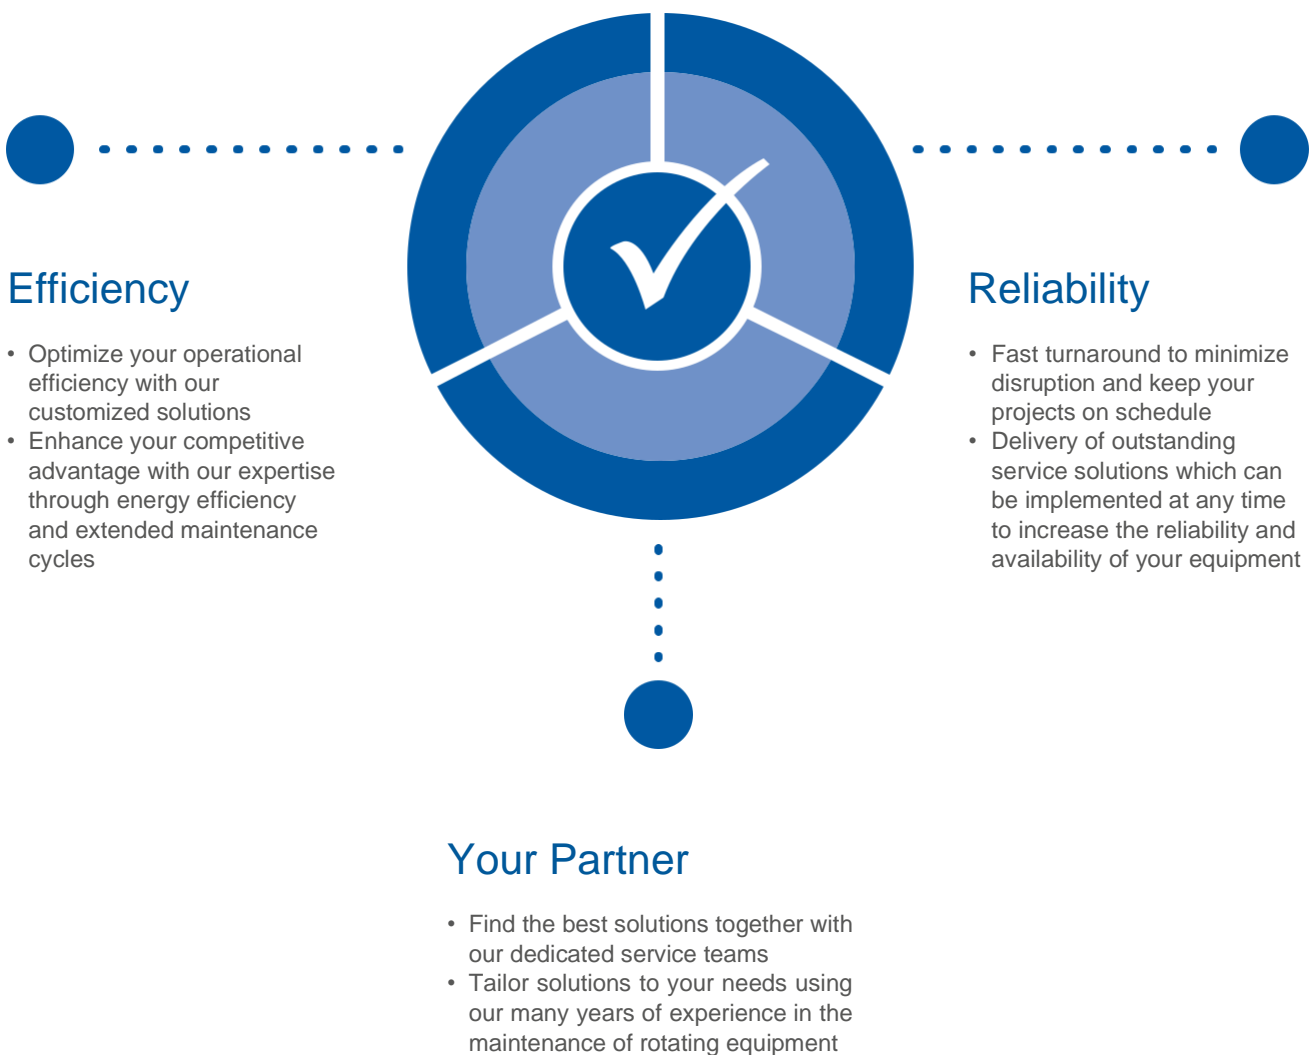 Efficiency
• Optimize your operational
efficiency with our
customized solutions
• Enhance your competitive
advantage with our expertise
through energy efficiency
and extended maintenance
cycles
Reliability
• Fast turnaround to minimize
disruption and keep your
projects on schedule
• Delivery of outstanding
service solutions which can
be implemented at any time
to increase the reliability and
availability of your equipment
Your Partner
• Find the best solutions together with
our dedicated service teams
• Tailor solutions to your needs using
our many years of experience in the
maintenance of rotating equipment